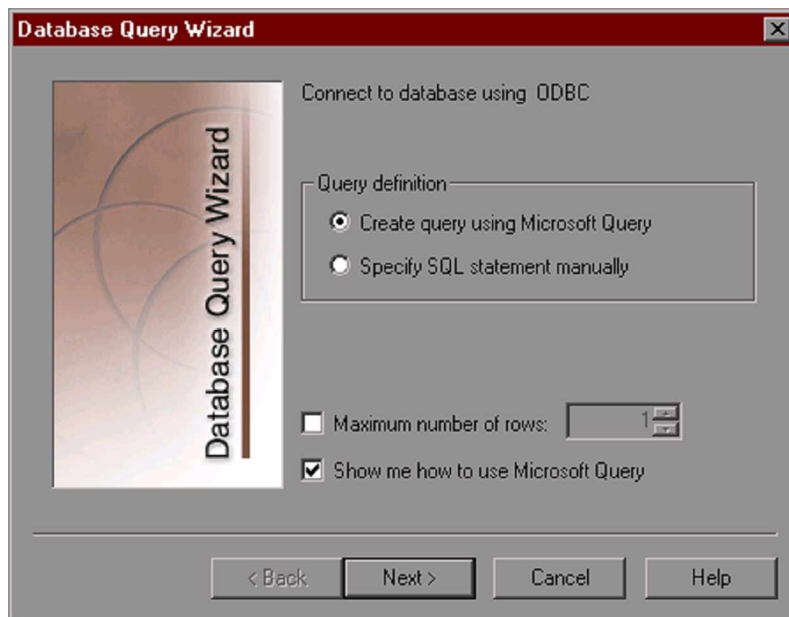 Database Query Wizard
Database Query Wizard
Connect to database using ODBC
Query definition
Create query using Microsoft Query
Specify SQL statement manually
Maximum number of rows: 1
Show me how to use Microsoft Query
< Back Next > Cancel Help